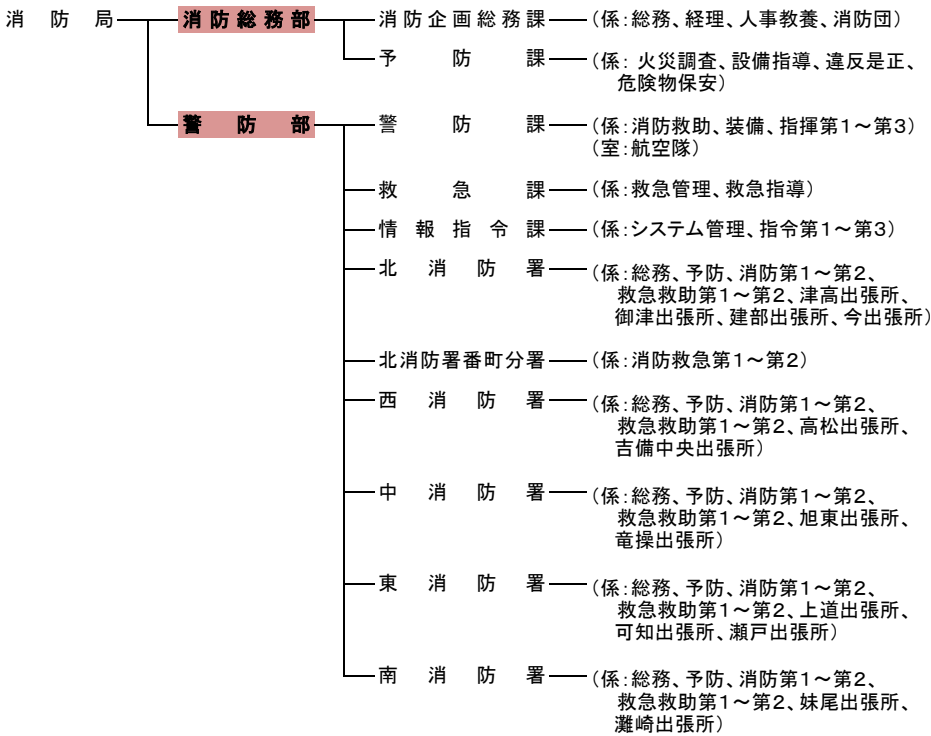 消防局 消防総務部 消防企画総務課 (係:総務、経理、人事教養、消防団)
予防課 (係: 火災調査、設備指導、違反是正、
危険物保安)
警防部 警防課 (係:消防救助、装備、指揮第1～第3)
(室:航空隊)
救急課 (係:救急管理、救急指導)
情報指令課 (係:システム管理、指令第1～第3)
北消防署 (係:総務、予防、消防第1～第2、
救急救助第1～第2、津高出張所、
御津出張所、建部出張所、今出張所)
北消防署番町分署 (係:消防救急第1～第2)
西消防署 (係:総務、予防、消防第1～第2、
救急救助第1～第2、高松出張所、
吉備中央出張所)
中消防署 (係:総務、予防、消防第1～第2、
救急救助第1～第2、旭東出張所、
竜操出張所)
東消防署 (係:総務、予防、消防第1～第2、
救急救助第1～第2、上道出張所、
可知出張所、瀬戸出張所)
南消防署 (係:総務、予防、消防第1～第2、
救急救助第1～第2、妹尾出張所、
灘崎出張所)